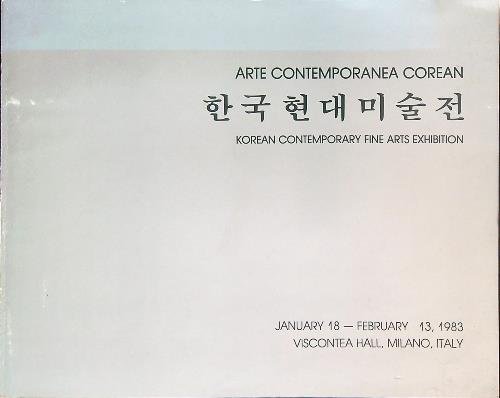 ARTE CONTEMPORANEA COREAN
한국현대미술전
KOREAN CONTEMPORARY FINE ARTS EXHIBITION
JANUARY 18 — FEBRUARY 13, 1983
VISCONTEA HALL, MILANO, ITALY